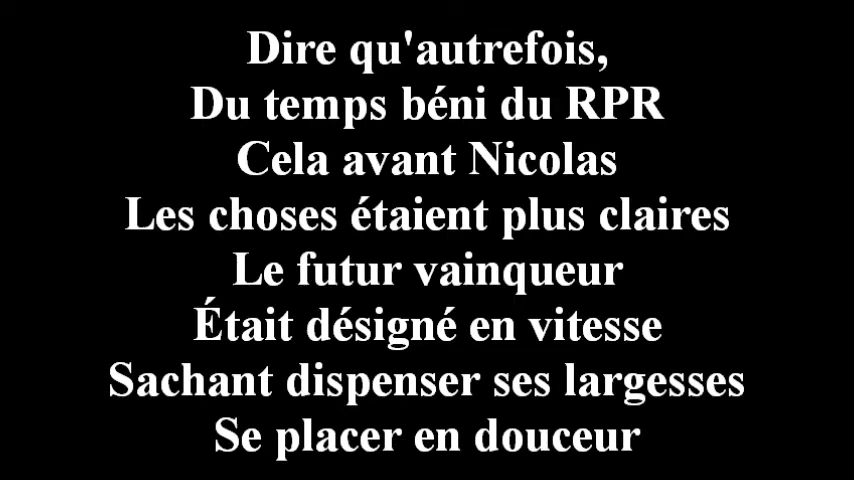 Dire qu'autrefois,
Du temps béni du RPR
Cela avant Nicolas
Les choses étaient plus claires
Le futur vainqueur
Était désigné en vitesse
Sachant dispenser ses largesses
Se placer en douceur